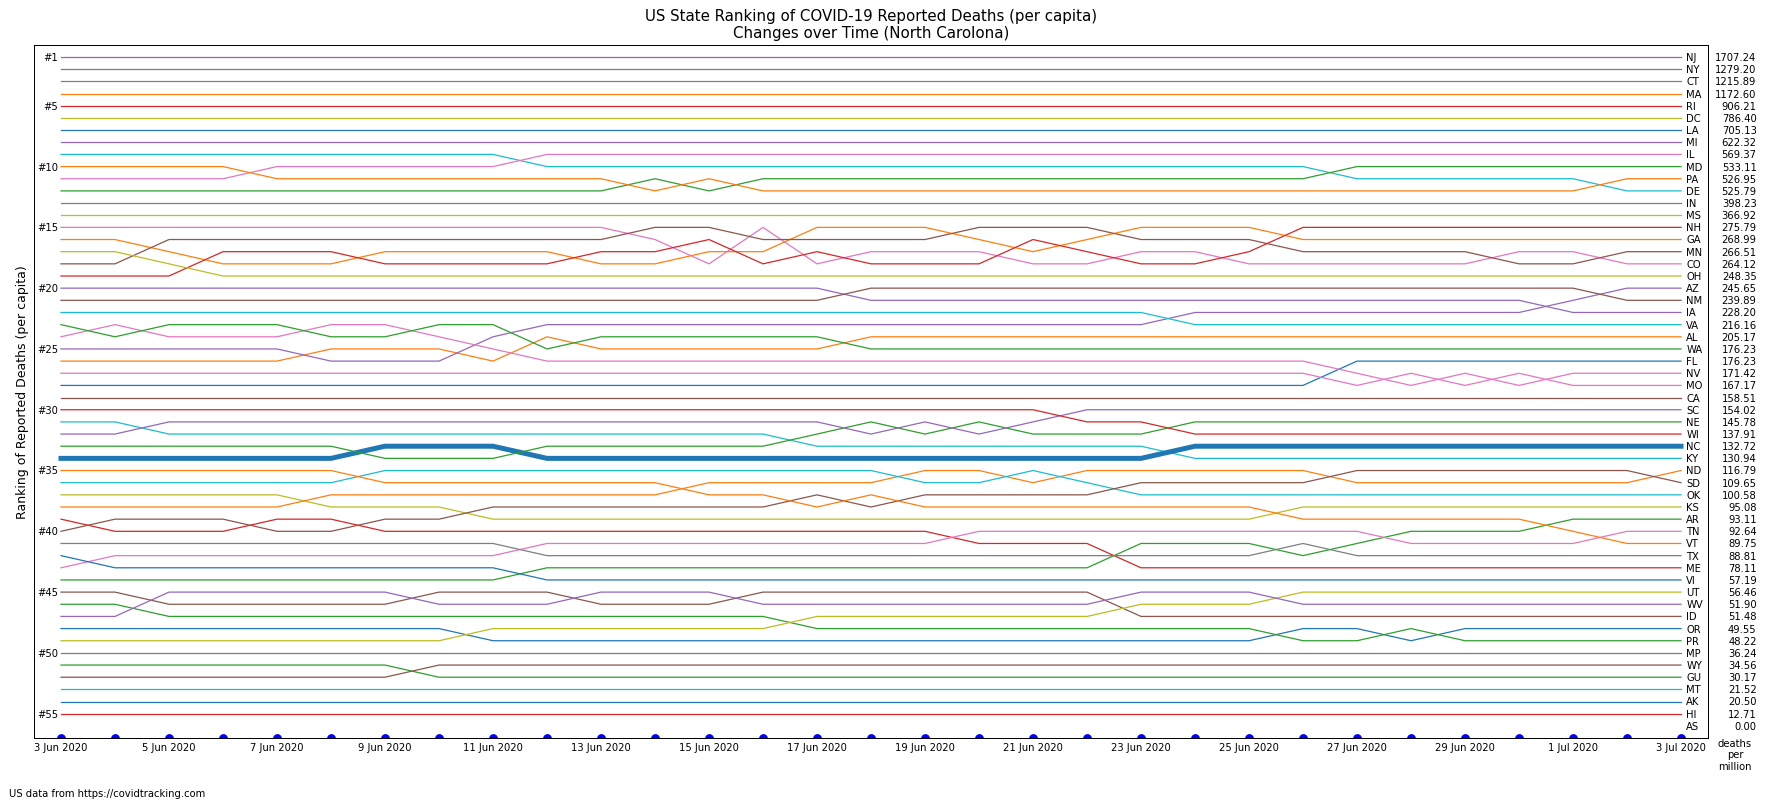 US State Ranking of COVID-19 Reported Deaths (per capita)
Changes over Time (North Carolona)
Ranking of Reported Deaths (per capita)
#1
#5
#10
#15
#20
#25
#30
#35
#40
#45
#50
#55
NJ 1707.24
NY 1279.20
CT 1215.89
MA 1172.60
RI 906.21
DC 786.40
LA 705.13
MI 622.32
IL 569.37
MD 533.11
PA 526.95
DE 525.79
IN 398.23
MS 366.92
NH 275.79
GA 268.99
MN 266.51
CO 264.12
OH 248.35
AZ 245.65
NM 239.89
IA 228.20
VA 216.16
AL 205.17
WA 176.23
FL 176.23
NV 171.42
MO 167.17
CA 158.51
SC 154.02
NE 145.78
WI 137.91
NC 132.72
KY 130.94
ND 116.79
SD 109.65
OK 100.58
KS 95.08
AR 93.11
TN 92.64
VT 89.75
TX 88.81
ME 78.11
VI 57.19
UT 56.46
WV 51.90
ID 51.48
OR 49.55
PR 48.22
MP 36.24
WY 34.56
GU 30.17
MT 21.52
AK 20.50
HI 12.71
AS 0.00
3 Jun 2020 5 Jun 2020 7 Jun 2020 9 Jun 2020 11 Jun 2020 13 Jun 2020 15 Jun 2020 17 Jun 2020 19 Jun 2020 21 Jun 2020 23 Jun 2020 25 Jun 2020 27 Jun 2020 29 Jun 2020 1 Jul 2020 3 Jul 2020
deaths
per
million
US data from https://covidtracking.com